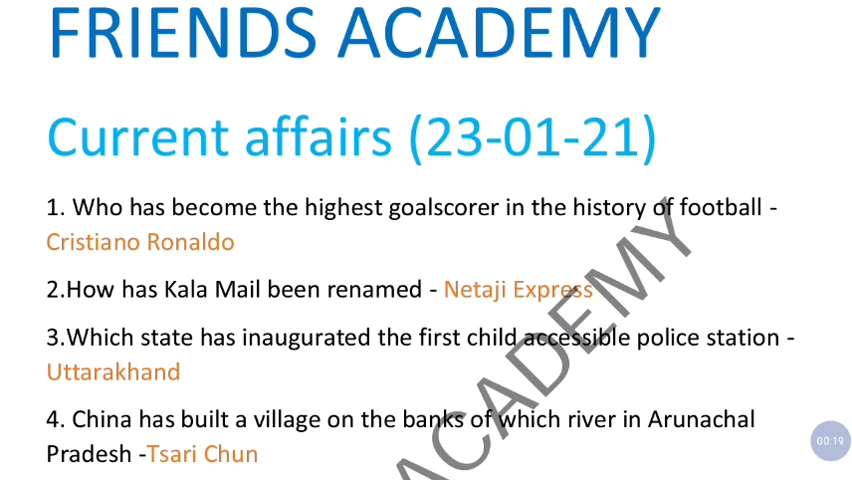 FRIENDS ACADEMY
Current affairs (23-01-21)
1. Who has become the highest goalscorer in the history of football -
Cristiano Ronaldo
2.How has Kala Mail been renamed - Netaji Express
3.Which state has inaugurated the first child accessible police station -
Uttarakhand
4. China has built a village on the banks of which river in Arunachal
Pradesh -Tsari Chun
ACADEMY
00:19